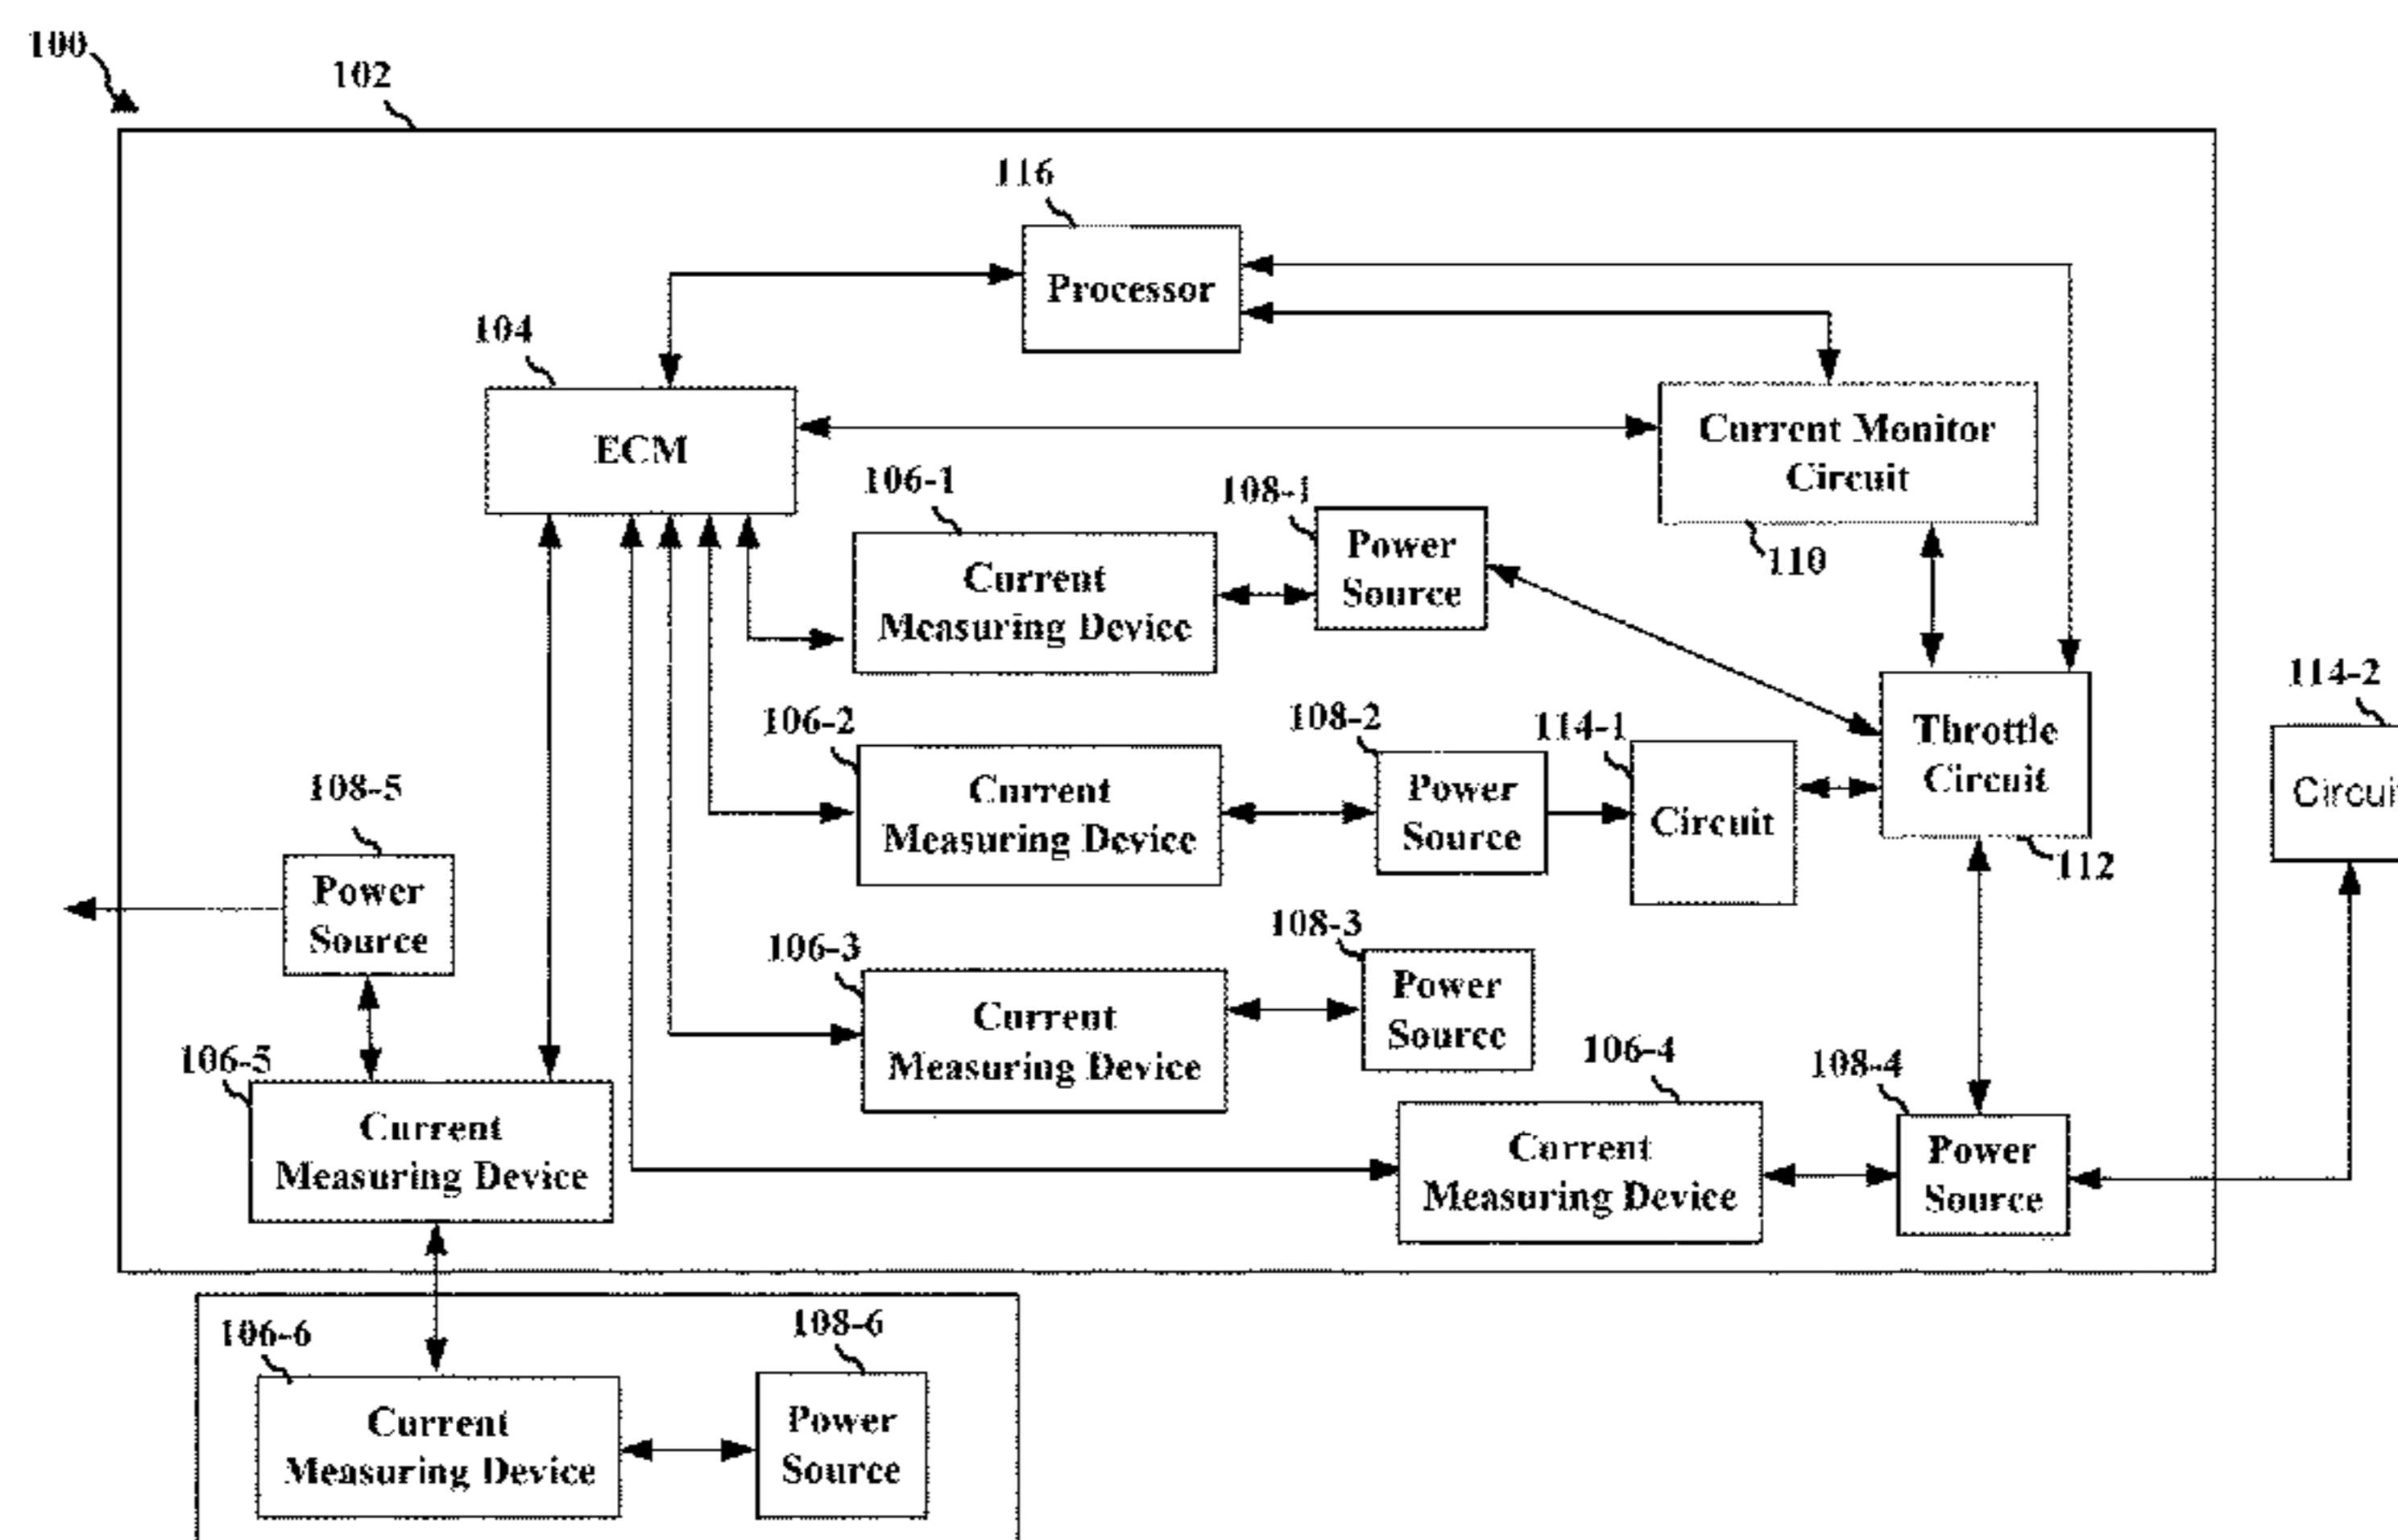 100
102
116
Processor
104
ECM
Current Monitor
Circuit
110
106-1
Current
Measuring Device
108-1
Power
Source
114-2
Circui
106-2
Current
Measuring Device
108-2
Power
Source
114-1
Circuit
Throttle
Circuit
112
108-5
Power
Source
106-3
Current
Measuring Device
108-3
Power
Source
106-5
Current
Measuring Device
106-4
Current
Measuring Device
108-4
Power
Source
106-6
Current
Measuring Device
108-6
Power
Source